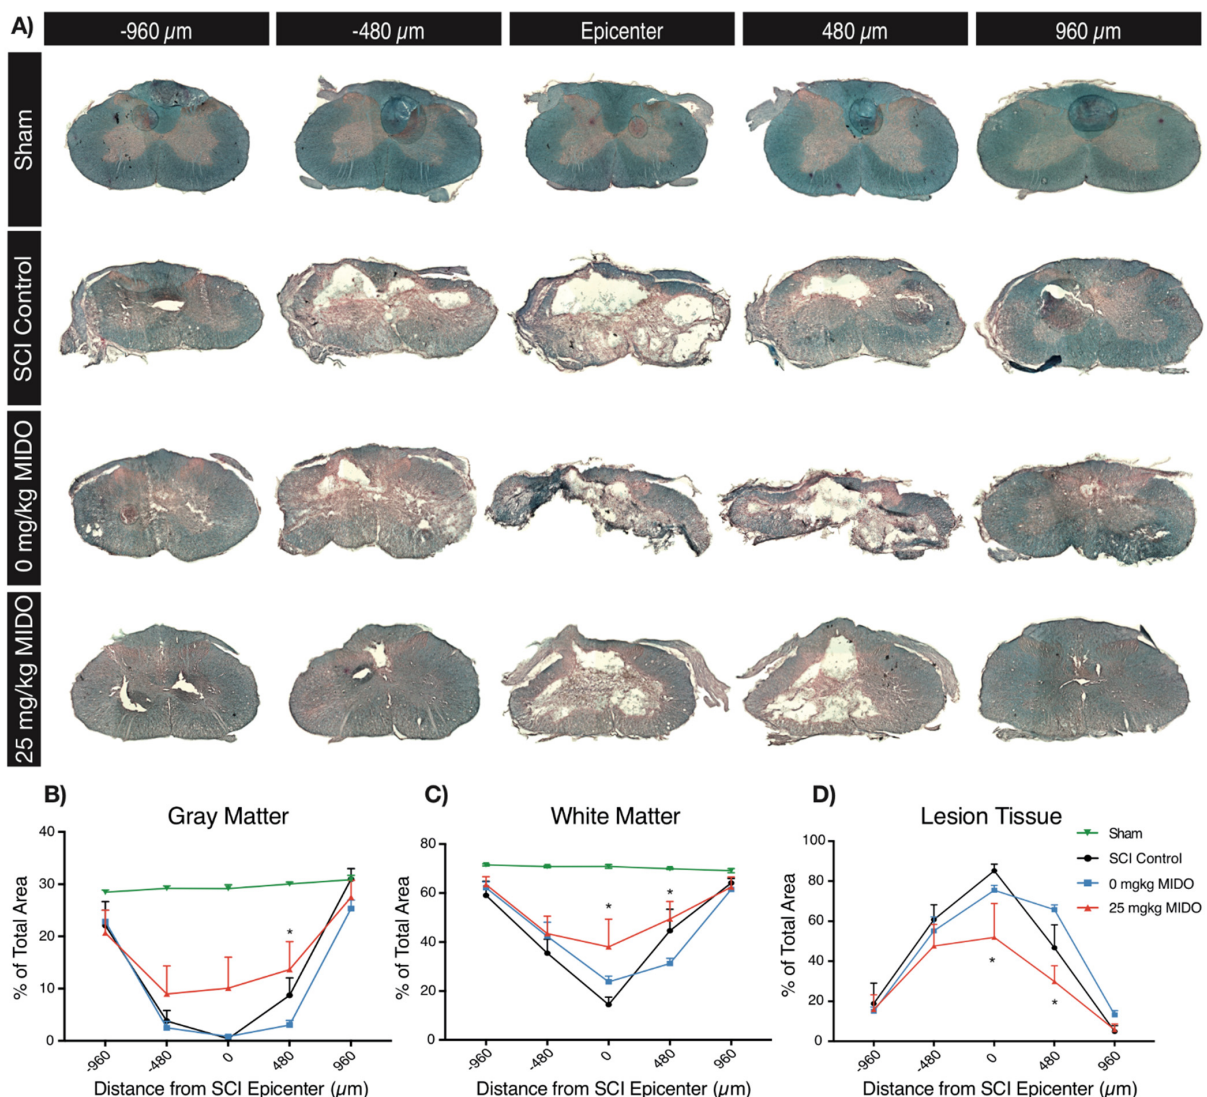 A)
-960 µm
-480 µm
Epicenter
480 µm
960 µm
Sham
SCI Control
0 mg/kg MIDO
25 mg/kg MIDO
B)
Gray Matter
% of Total Area
40
30
20
10
0
*
-960
-480
0
480
960
Distance from SCI Epicenter (µm)
C)
White Matter
% of Total Area
80
60
40
20
0
*
*
-960
-480
0
480
960
Distance from SCI Epicenter (µm)
D)
Lesion Tissue
% of Total Area
100
80
60
40
20
0
*
*
-960
-480
0
480
960
Distance from SCI Epicenter (µm)
Sham
SCI Control
0 mgkg MIDO
25 mgkg MIDO